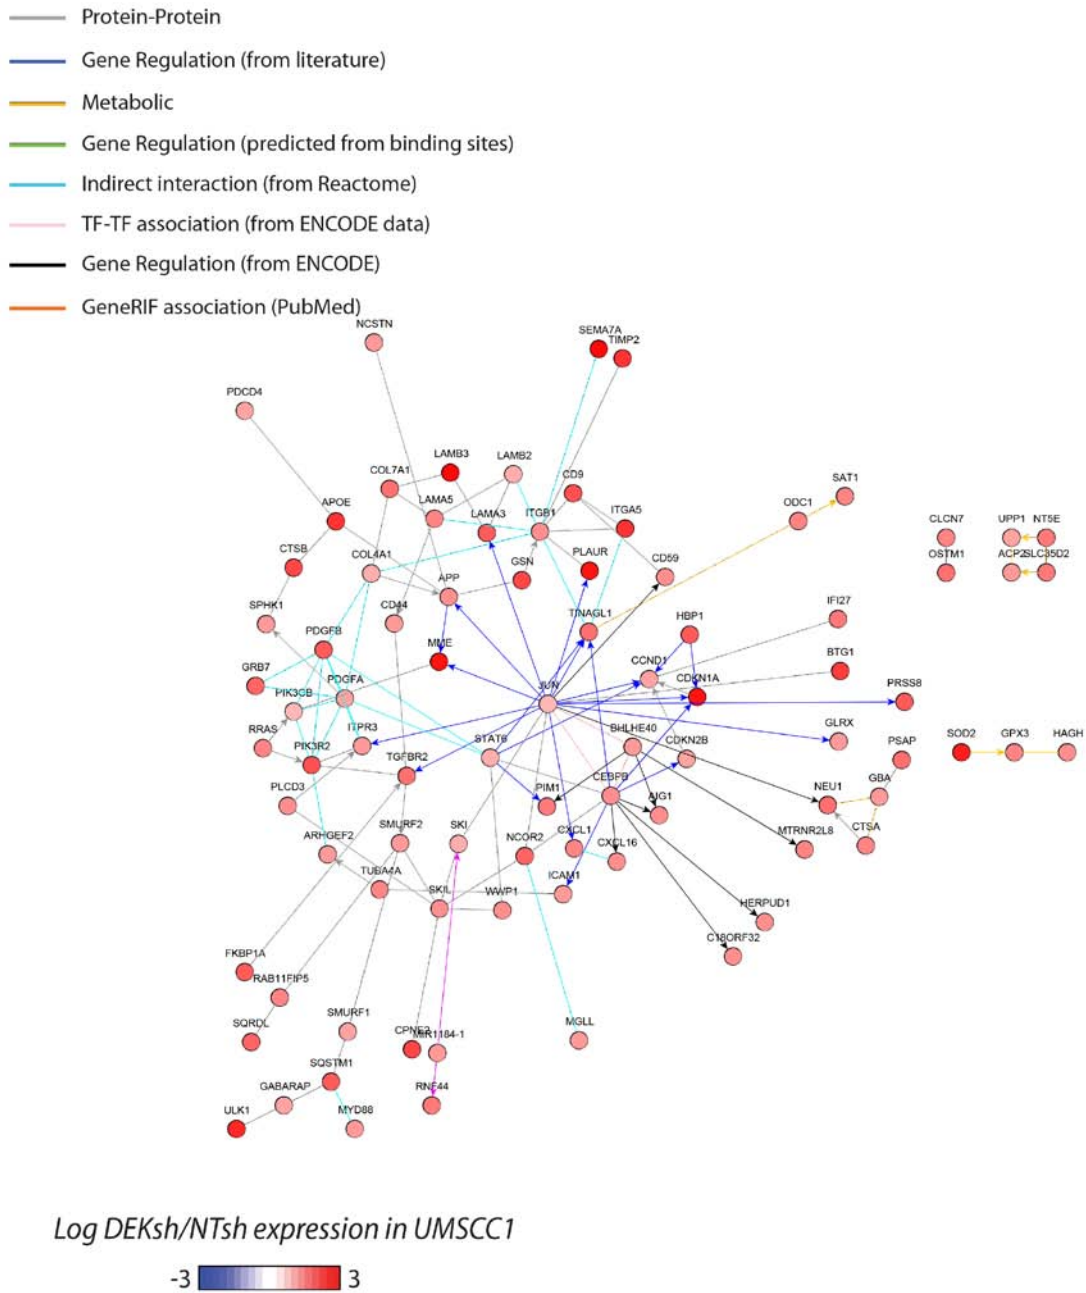 Protein-Protein
Gene Regulation (from literature)
Metabolic
Gene Regulation (predicted from binding sites)
Indirect interaction (from Reactome)
TF-TF association (from ENCODE data)
Gene Regulation (from ENCODE)
GeneRIF association (PubMed)
NCSTN
SEMA7A
TIMP2
PDCD4
LAMB3
LAMB2
COL7A1
CD9
SAT1
APOE
LAMA5
LAMA3
ITGB1
ITGA5
ODC1
CLCN7
UPP1
NT5E
CTSB
COL4A1
GSN
PLAUR
CD59
OSTM1
ACP2
SLC35D2
APP
SPHK1
CD44
TINAGL1
HBP1
IFI27
PDGFB
MME
GRB7
CCND1
BTG1
PIK3CB
PDGFA
JUN
CDKN1A
PRSS8
RRAS
ITPR3
STAT6
BHLHE40
GLRX
SOD2
GPX3
HAGH
PIK3R2
TGFBR2
CDKN2B
PSAP
CEBPB
PLCD3
PIM1
AIG1
NEU1
GBA
ARHGEF2
SMURF2
SKI
NCOR2
CXCL1
CXCL16
MTRNR2L8
CTSA
TUBA4A
SKIL
WWP1
ICAM1
HERPUD1
C18ORF32
FKBP1A
RAB11FIP5
SQRDL
SMURF1
CPNE2
MIR1184-1
MGLL
SQSTM1
RNF44
GABARAP
ULK1
MYD88
Log DEKsh/NTsh expression in UMSCC1
-3 3